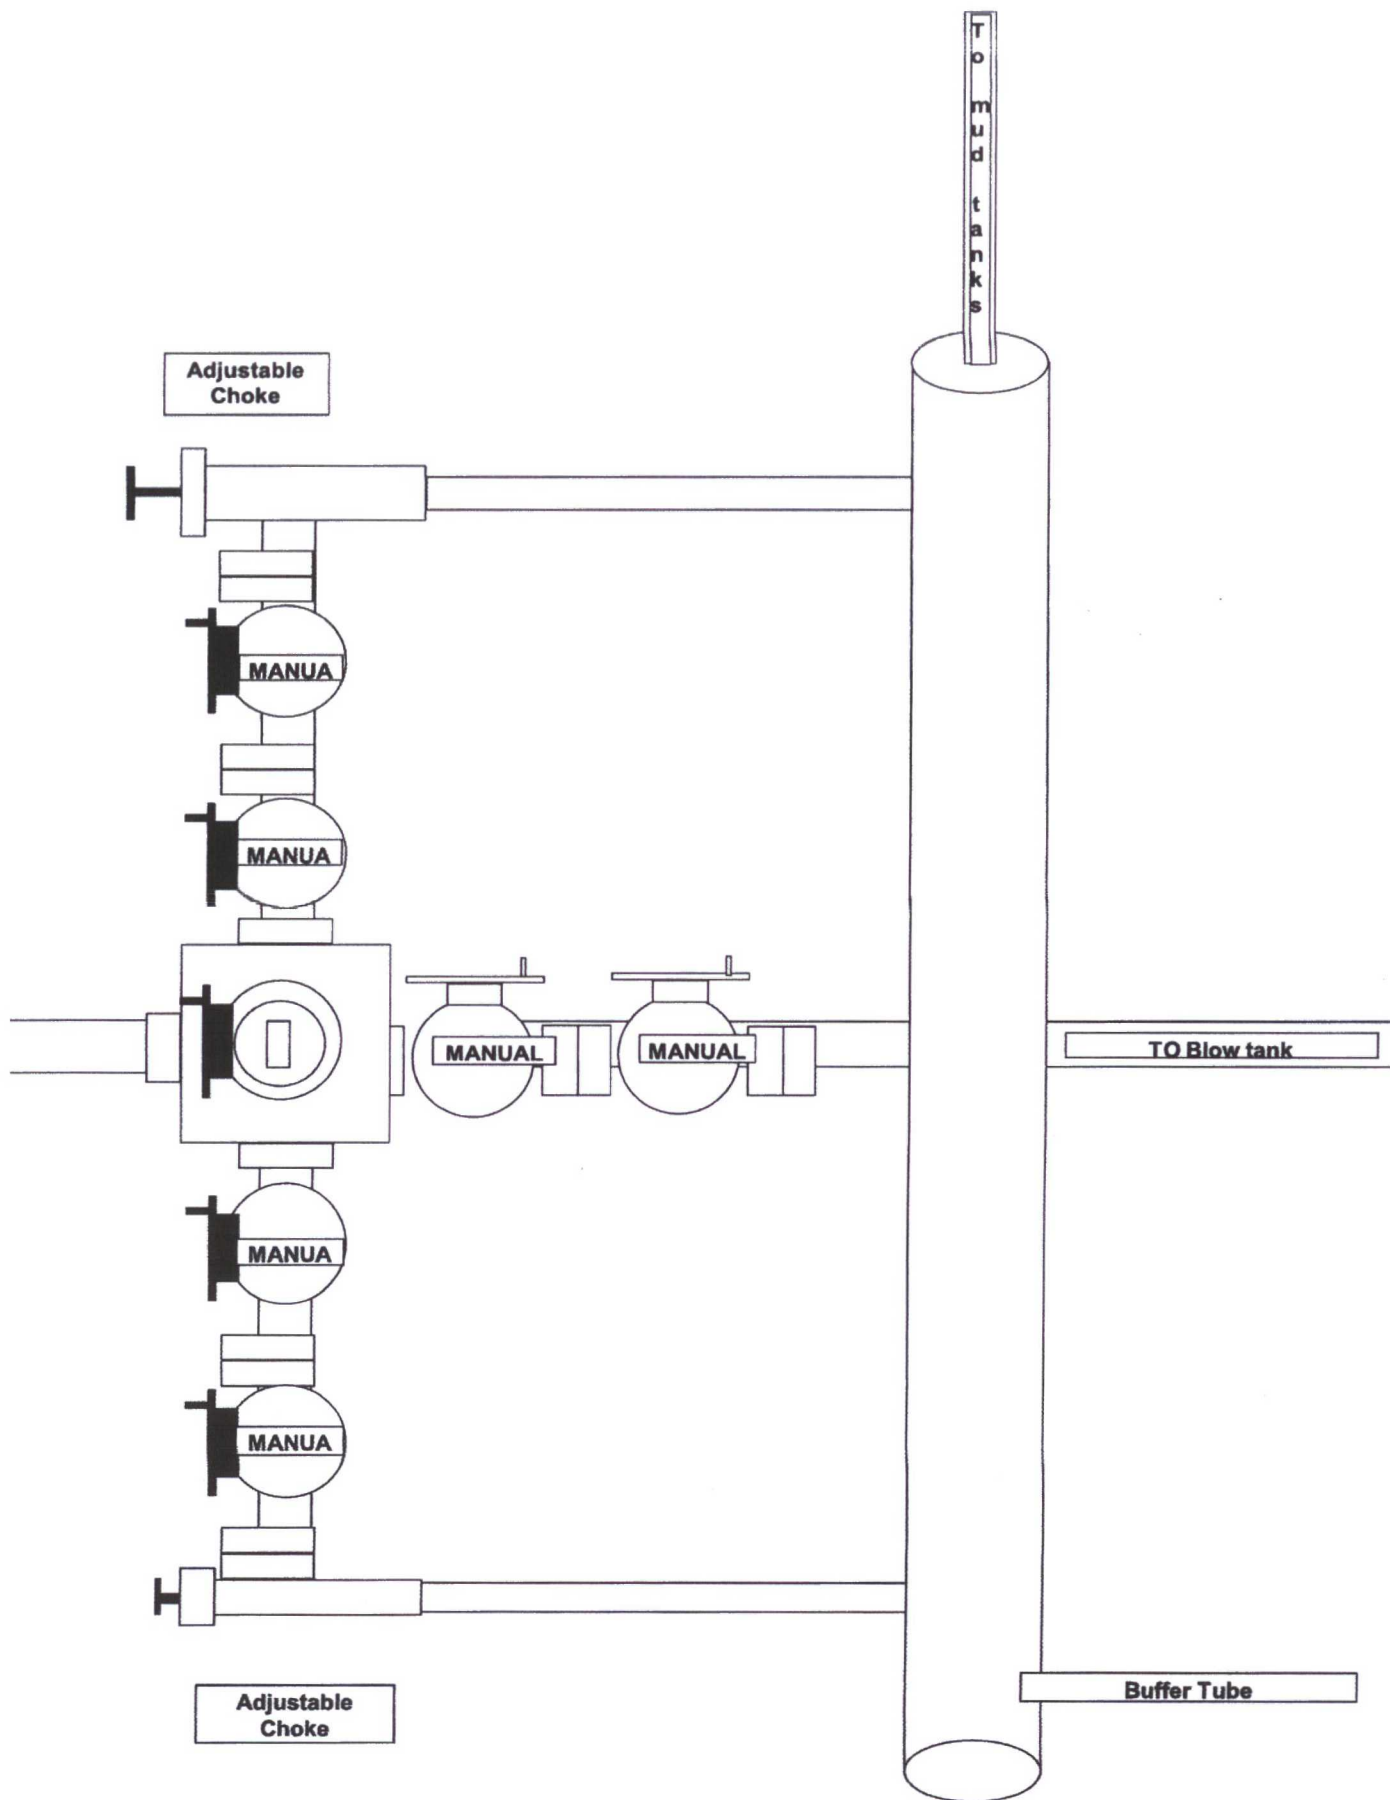 To mud tanks
Adjustable
Choke
MANUA
MANUA
MANUAL
MANUAL
TO Blow tank
MANUA
MANUA
Buffer Tube
Adjustable
Choke